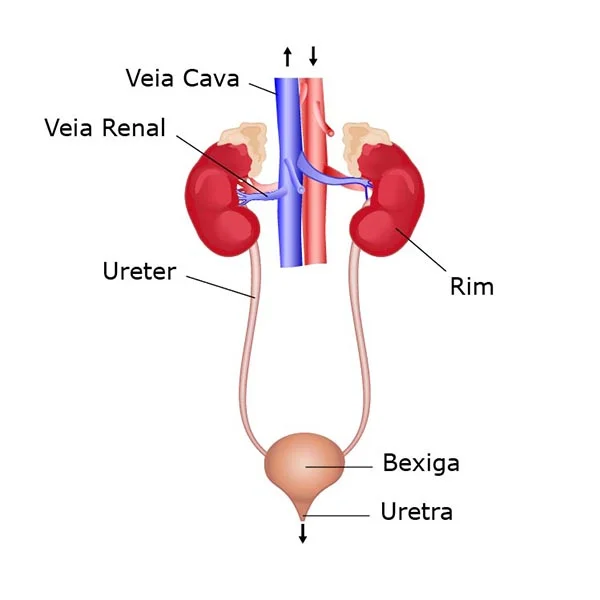 Veia Cava
Veia Renal
Ureter
Rim
Bexiga
Uretra